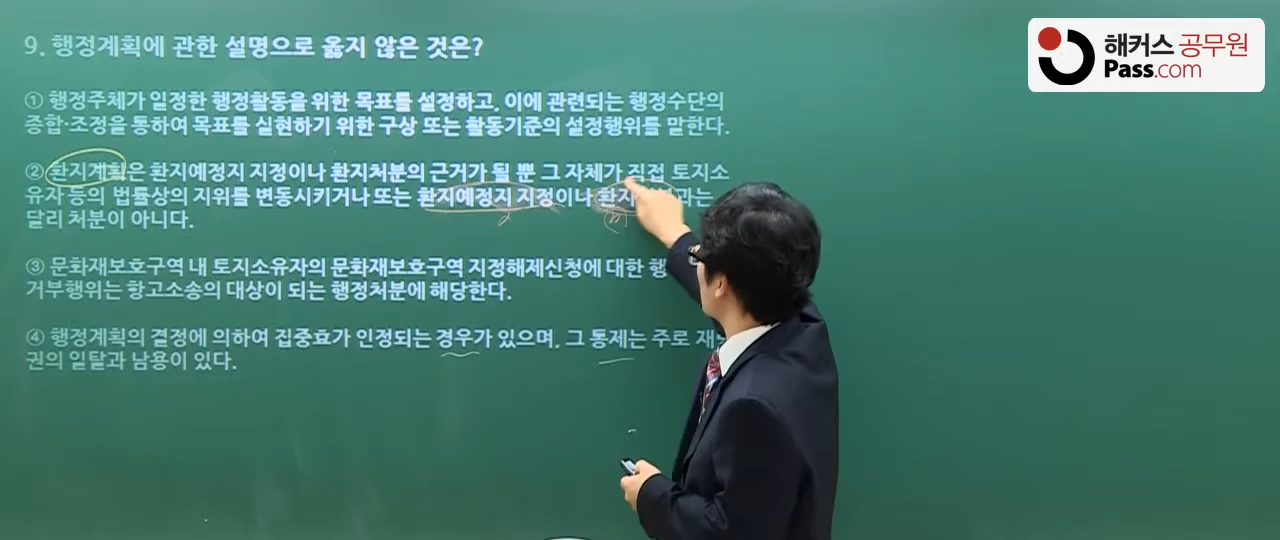 9. 행정계획에 관한 설명으로 옳지 않은 것은?
① 행정주체가 일정한 행정활동을 위한 목표를 설정하고, 이에 관련되는 행정수단의
종합·조정을 통하여 목표를 실현하기 위한 구상 또는 활동기준의 설정행위를 말한다.
② 환지계획은 환지예정지 지정이나 환지처분의 근거가 될 뿐 그 자체가 직접 토지소
유자 등의 법률상의 지위를 변동시키거나 또는 환지예정지 지정이나 과는
달리 처분이 아니다.
③ 문화재보호구역 내 토지소유자의 문화재보호구역 지정해제신청에 대한
거부행위는 항고소송의 대상이 되는 행정처분에 해당한다.
④ 행정계획의 결정에 의하여 집중효가 인정되는 경우가 있으며, 그 통제는 주로
권의 일탈과 남용이 있다.
해커스 공무원
Pass.com